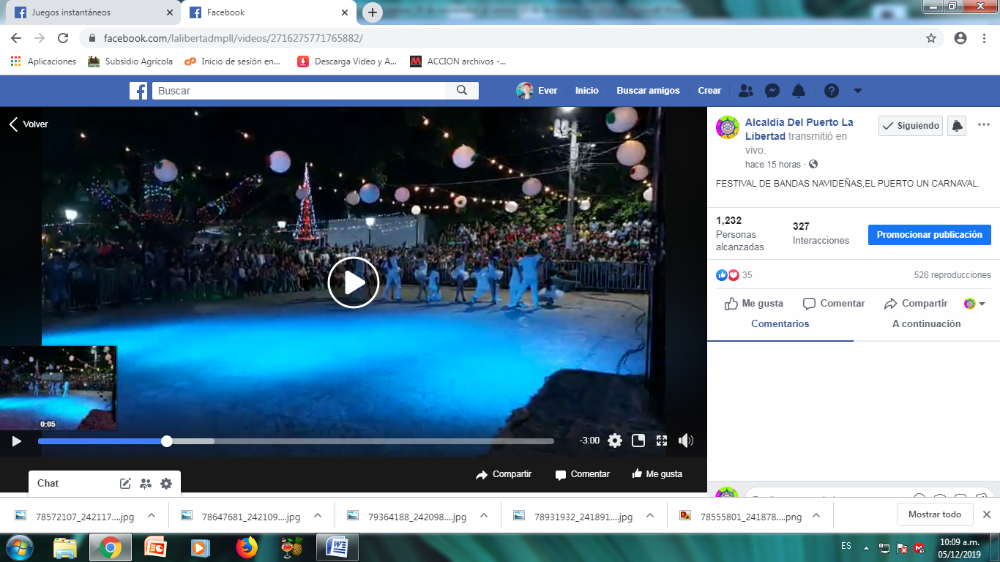 Juegos instantáneos
Facebook
facebook.com/lalibertadmpll/videos/2716275771765882/
Aplicaciones
Subsidio Agrícola
Inicio de sesión en...
Descarga Video y A...
ACCION archivos -...
Buscar
Ever
Inicio
Buscar amigos
Crear
Volver
Alcaldía Del Puerto La
Libertad transmitió en
vivo.
hace 15 horas ·
Siguiendo
FESTIVAL DE BANDAS NAVIDEÑAS,EL PUERTO UN CARNAVAL.
1,232
Personas
alcanzadas
327
Interacciones
Promocionar publicación
35
526 reproducciones
Me gusta
Comentar
Compartir
Comentarios
A continuación
0:05
-3:00
Compartir
Comentar
Me gusta
Chat
78572107_242117....jpg
78647681_242109....jpg
79364188_242098....jpg
78931932_241891....jpg
78555801_241878....png
Mostrar todo
ES
10:09 a.m.
05/12/2019